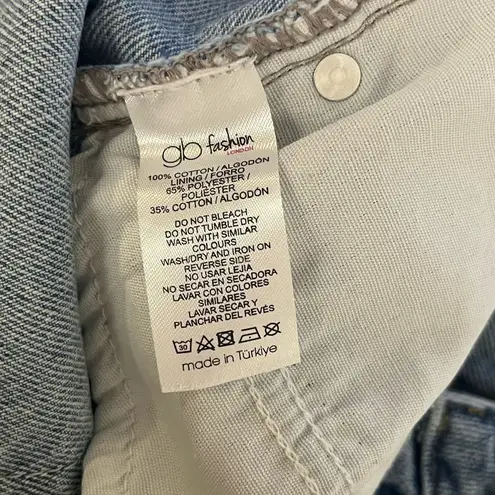 gb fashion
LONDON
100% COTTON / ALGODÓN
LINING / FORRO
65% POLYESTER /
POLIÉSTER
35% COTTON / ALGODÓN
DO NOT BLEACH
DO NOT TUMBLE DRY
WASH WITH SIMILAR
COLOURS
WASH/DRY AND IRON ON
REVERSE SIDE
NO USAR LEJIA
NO SECAR EN SECADORA
LAVAR CON COLORES
SIMILARES
LAVAR SECAR Y
PLANCHAR DEL REVÉS
30
made in Türkiye